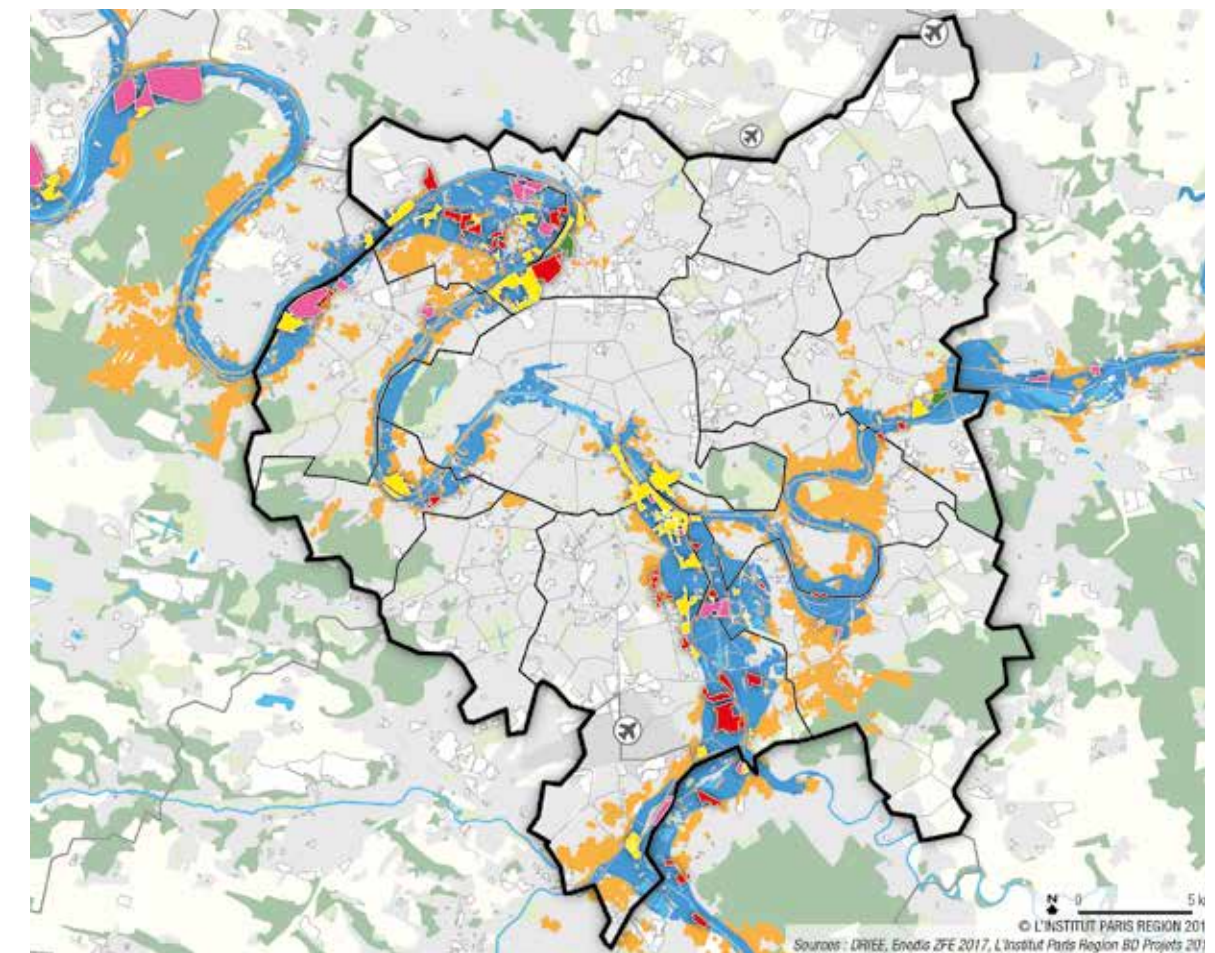 N 0 5 k
© L'INSTITUT PARIS REGION 201
Sources : DRIEE, Enedis ZFE 2017, L'Institut Paris Region BD Projets 201